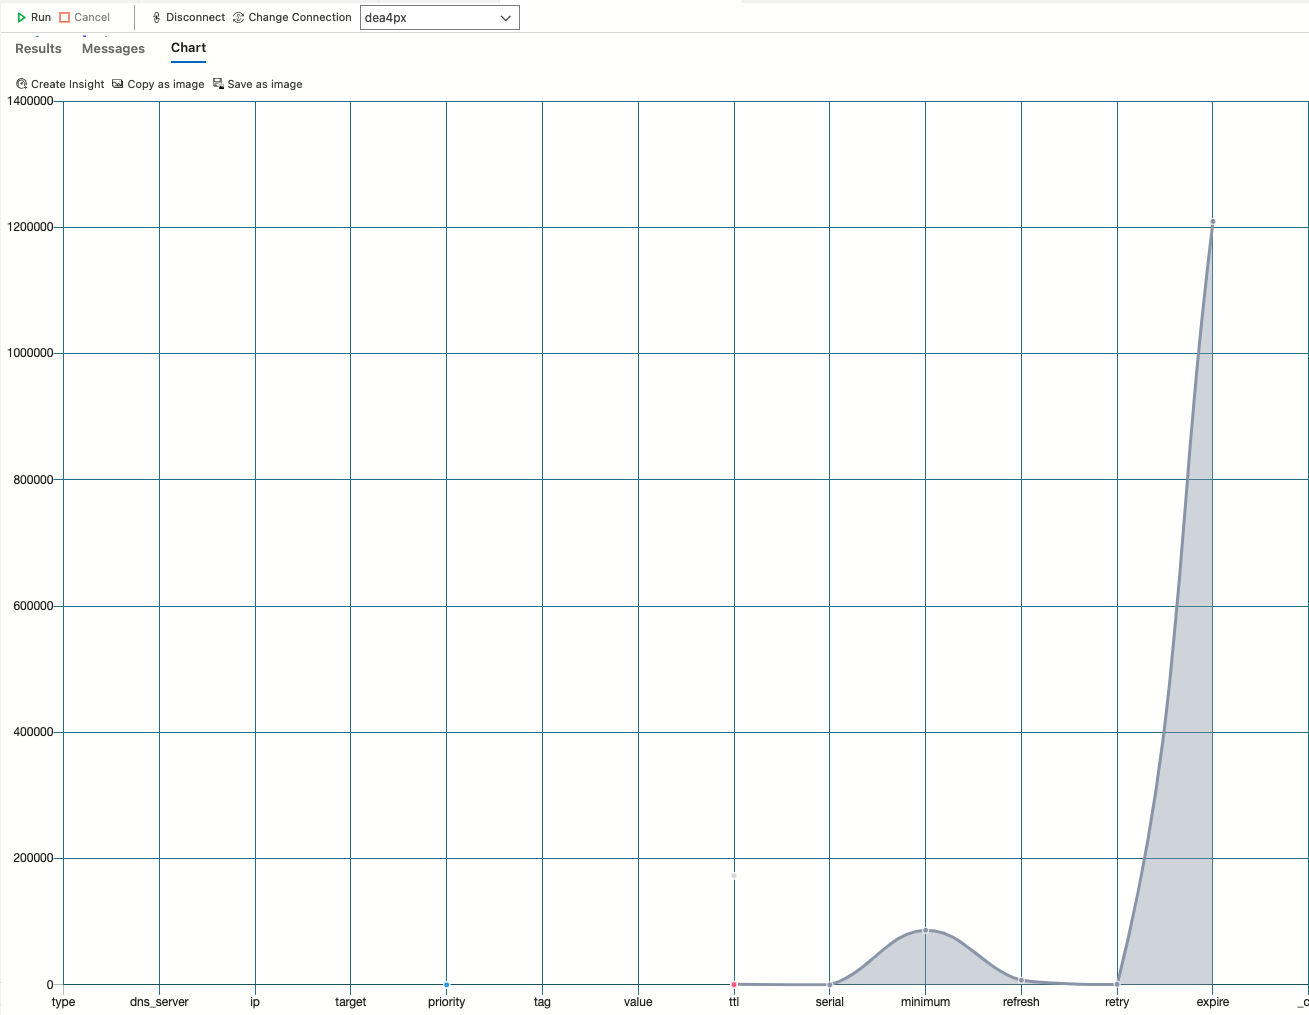 Run Cancel Disconnect Change Connection dea4px
Results Messages Chart
Create Insight Copy as image Save as image
1400000
1200000
1000000
800000
600000
400000
200000
0
type dns_server ip target priority tag value ttl serial minimum refresh retry expire